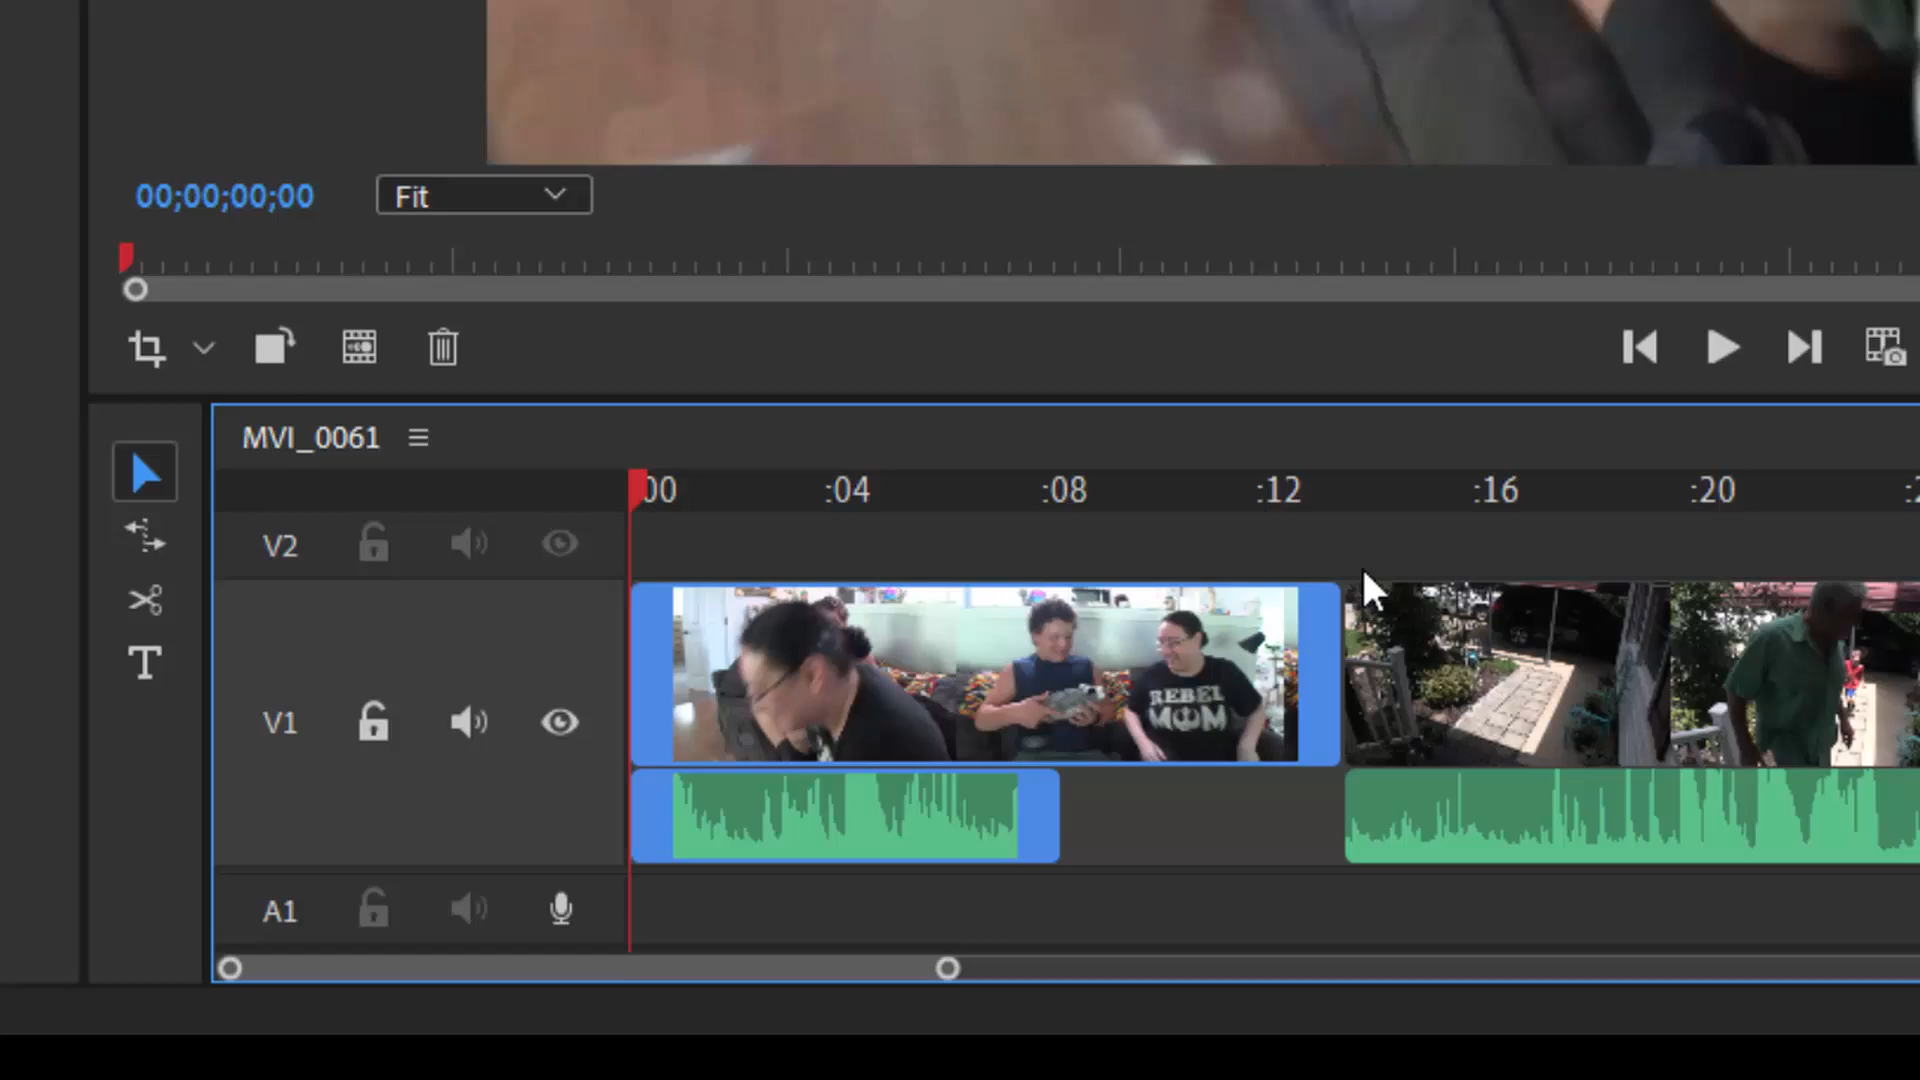 00;00;00;00
Fit
MVI_0061
00 :04 :08 :12 :16 :20
V2
REBEL
MOM
V1
A1